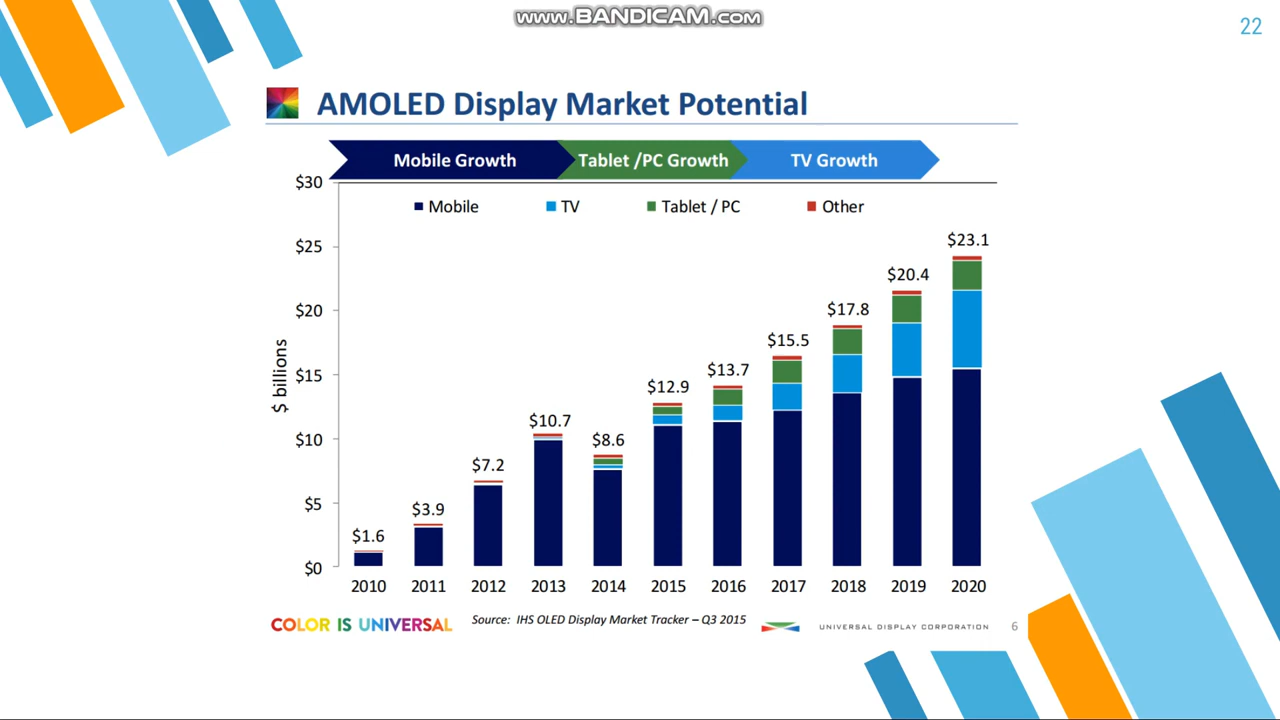 www.BANDICAM.com
22
AMOLED Display Market Potential
Mobile Growth
Tablet /PC Growth
TV Growth
$30
$25
$20
$15
$10
$5
$0
$ billions
Mobile
TV
Tablet / PC
Other
$1.6
$3.9
$7.2
$10.7
$8.6
$12.9
$13.7
$15.5
$17.8
$20.4
$23.1
2010 2011 2012 2013 2014 2015 2016 2017 2018 2019 2020
COLOR IS UNIVERSAL
Source: IHS OLED Display Market Tracker – Q3 2015
UNIVERSAL DISPLAY CORPORATION
6